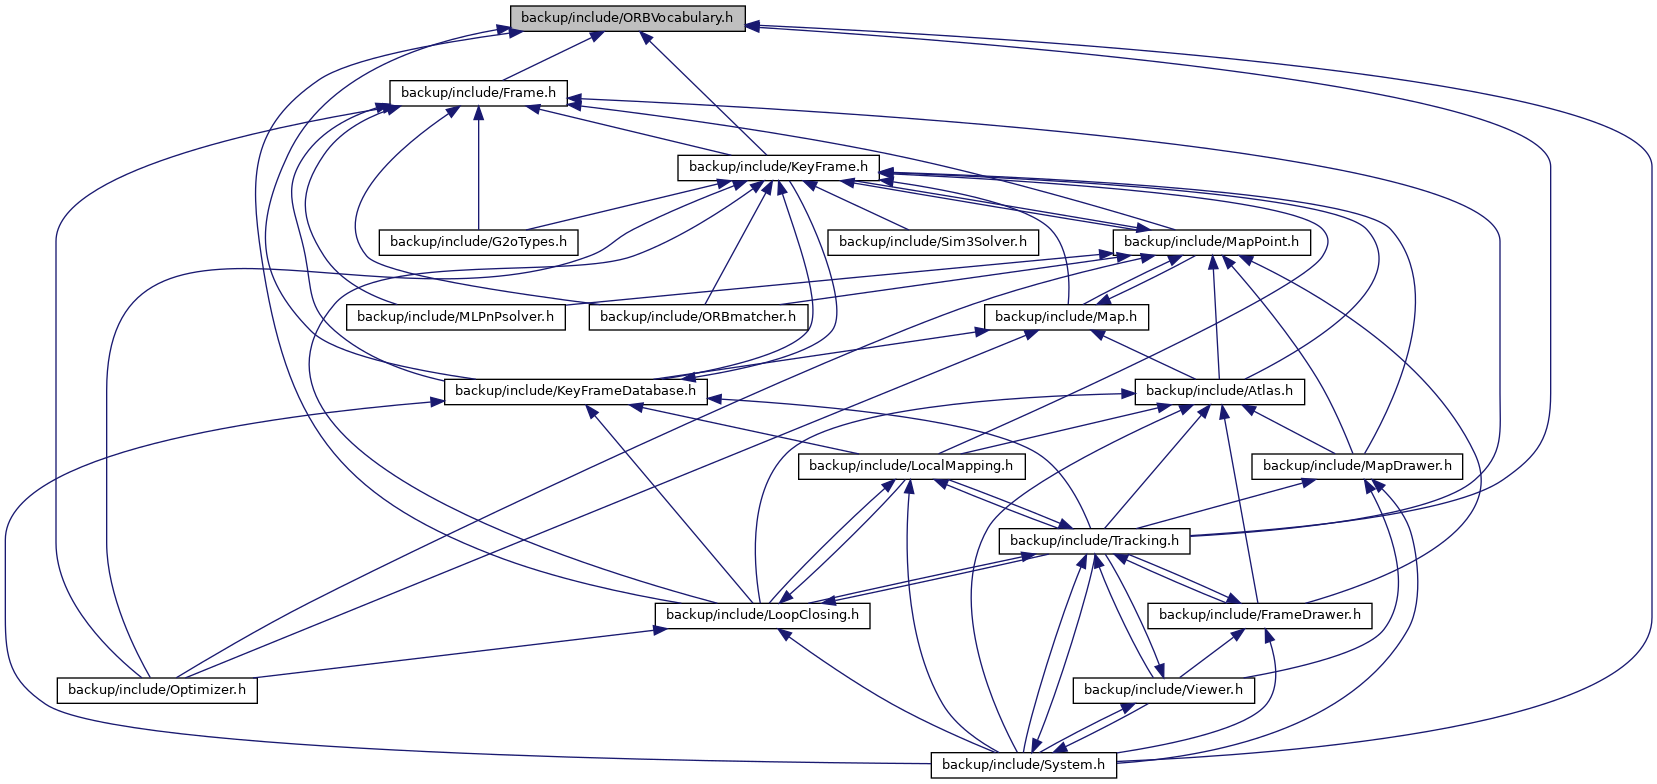 backup/include/ORBVocabulary.h
backup/include/Frame.h
backup/include/KeyFrame.h
backup/include/G2oTypes.h
backup/include/Sim3Solver.h
backup/include/MapPoint.h
backup/include/MLPnPsolver.h
backup/include/ORBmatcher.h
backup/include/Map.h
backup/include/KeyFrameDatabase.h
backup/include/Atlas.h
backup/include/LocalMapping.h
backup/include/MapDrawer.h
backup/include/Tracking.h
backup/include/LoopClosing.h
backup/include/FrameDrawer.h
backup/include/Optimizer.h
backup/include/Viewer.h
backup/include/System.h